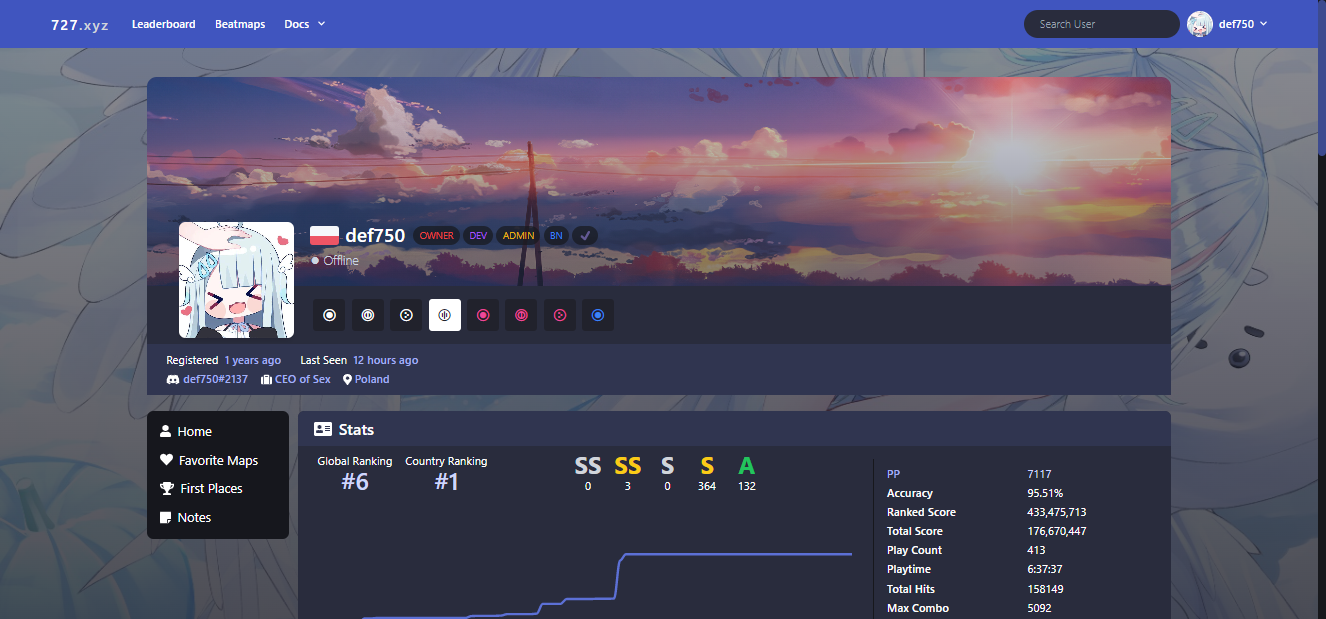 727.xyz Leaderboard Beatmaps Docs Search User def750
def750 OWNER DEV ADMIN BN
Offline
Registered 1 years ago Last Seen 12 hours ago
def750#2137 CEO of Sex Poland
Home
Favorite Maps
First Places
Notes
Stats
Global Ranking Country Ranking
#6 #1
SS SS S S A
0 3 0 364 132
PP 7117
Accuracy 95.51%
Ranked Score 433,475,713
Total Score 176,670,447
Play Count 413
Playtime 6:37:37
Total Hits 158149
Max Combo 5092